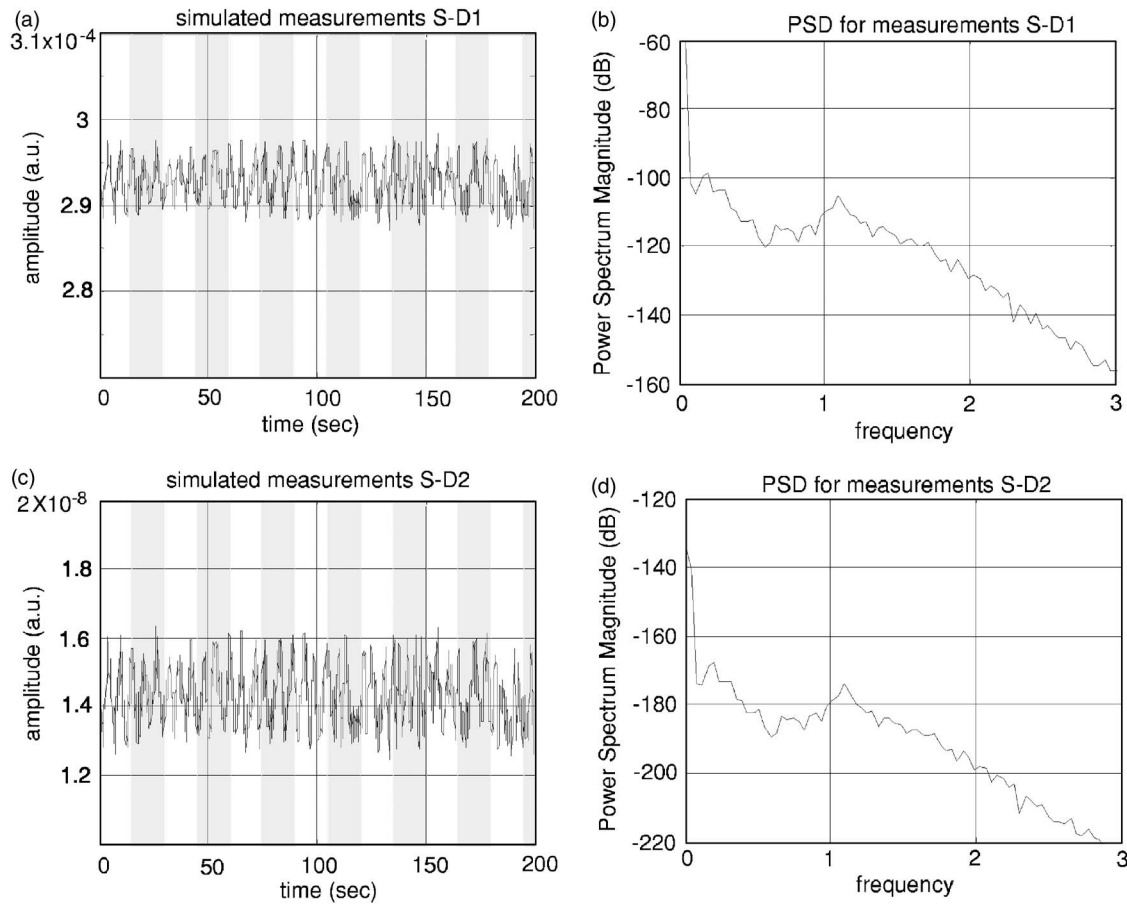 (a)
simulated measurements S-D1
3.1x10-4
3
2.9
2.8
amplitude (a.u.)
0 50 100 150 200
time (sec)
(b)
PSD for measurements S-D1
-60
-80
-100
-120
-140
-160
Power Spectrum Magnitude (dB)
0 1 2 3
frequency
(c)
simulated measurements S-D2
2X10-8
1.8
1.6
1.4
1.2
amplitude (a.u.)
0 50 100 150 200
time (sec)
(d)
PSD for measurements S-D2
-120
-140
-160
-180
-200
-220
Power Spectrum Magnitude (dB)
0 1 2 3
frequency